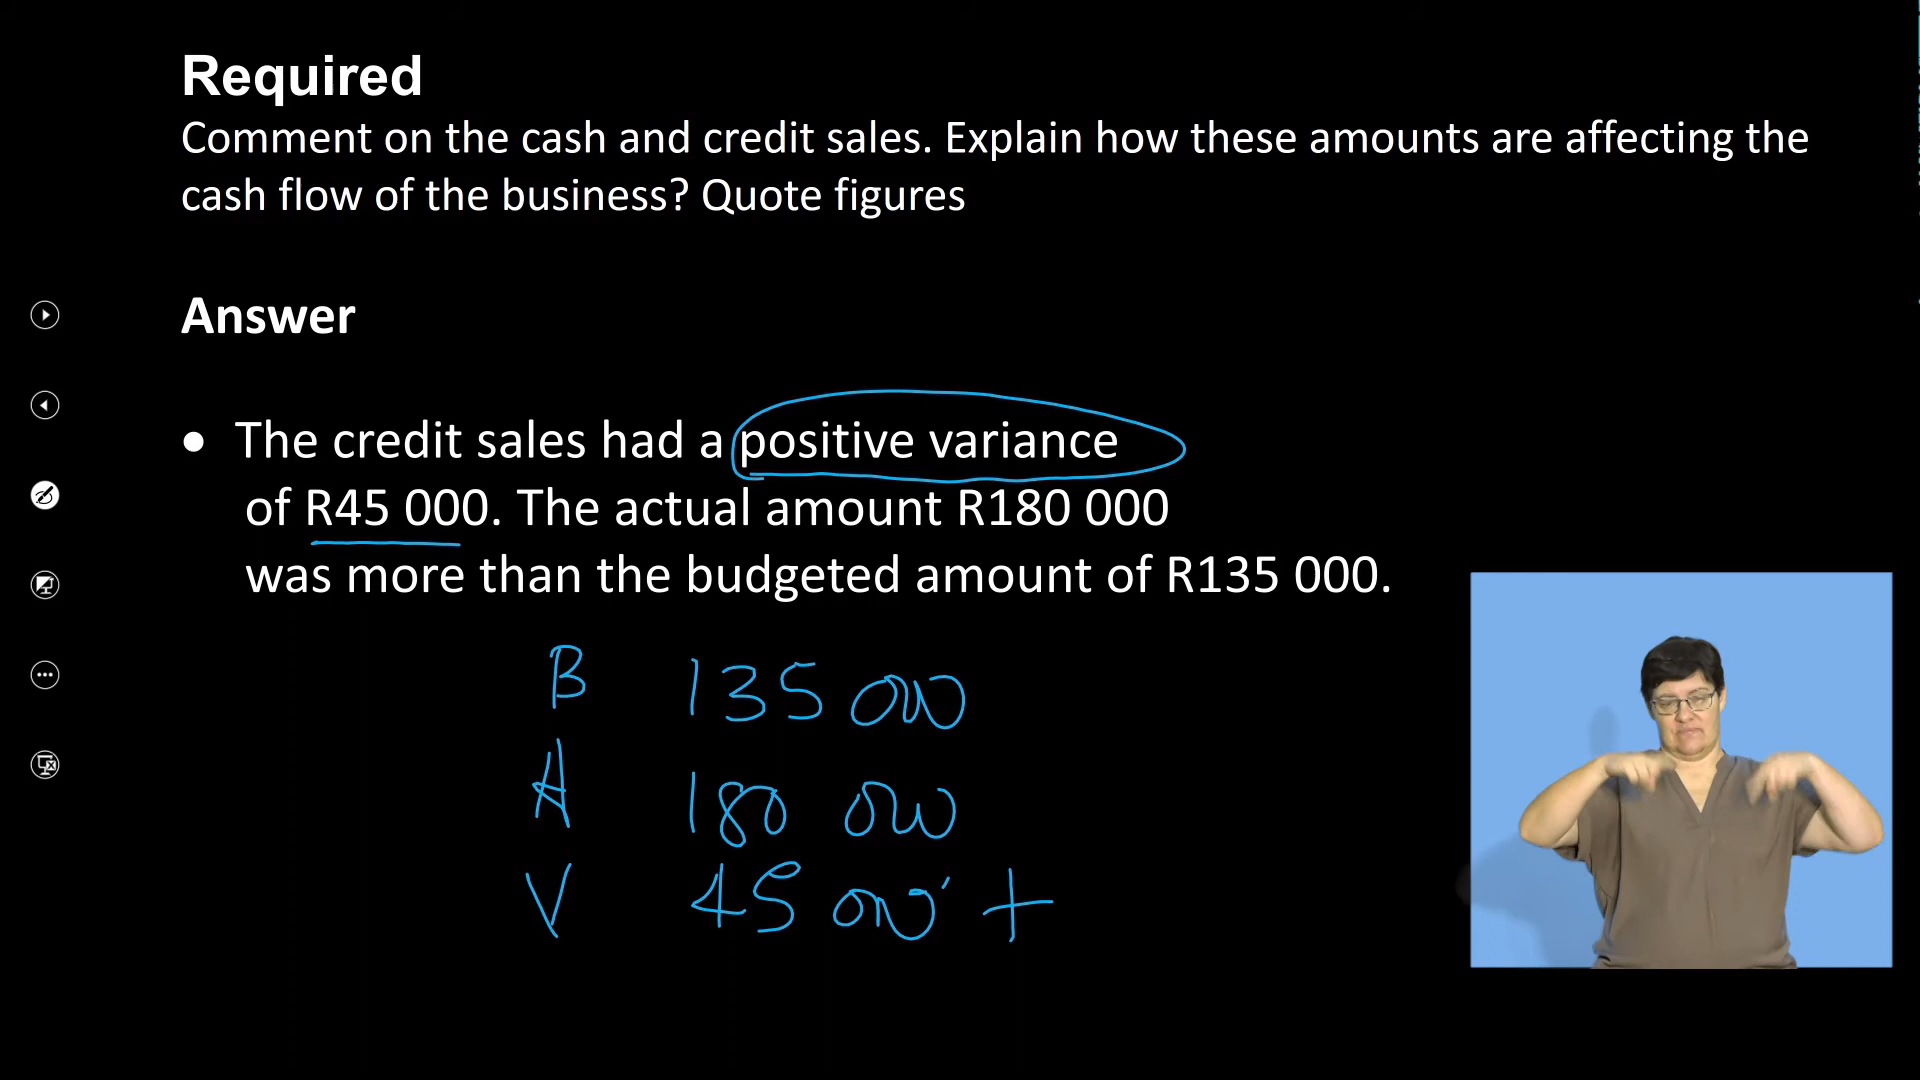 Required
Comment on the cash and credit sales. Explain how these amounts are affecting the
cash flow of the business? Quote figures
Answer
• The credit sales had a positive variance
of R45 000. The actual amount R180 000
was more than the budgeted amount of R135 000.
B 135 000
A 180 000
V 45 000 +